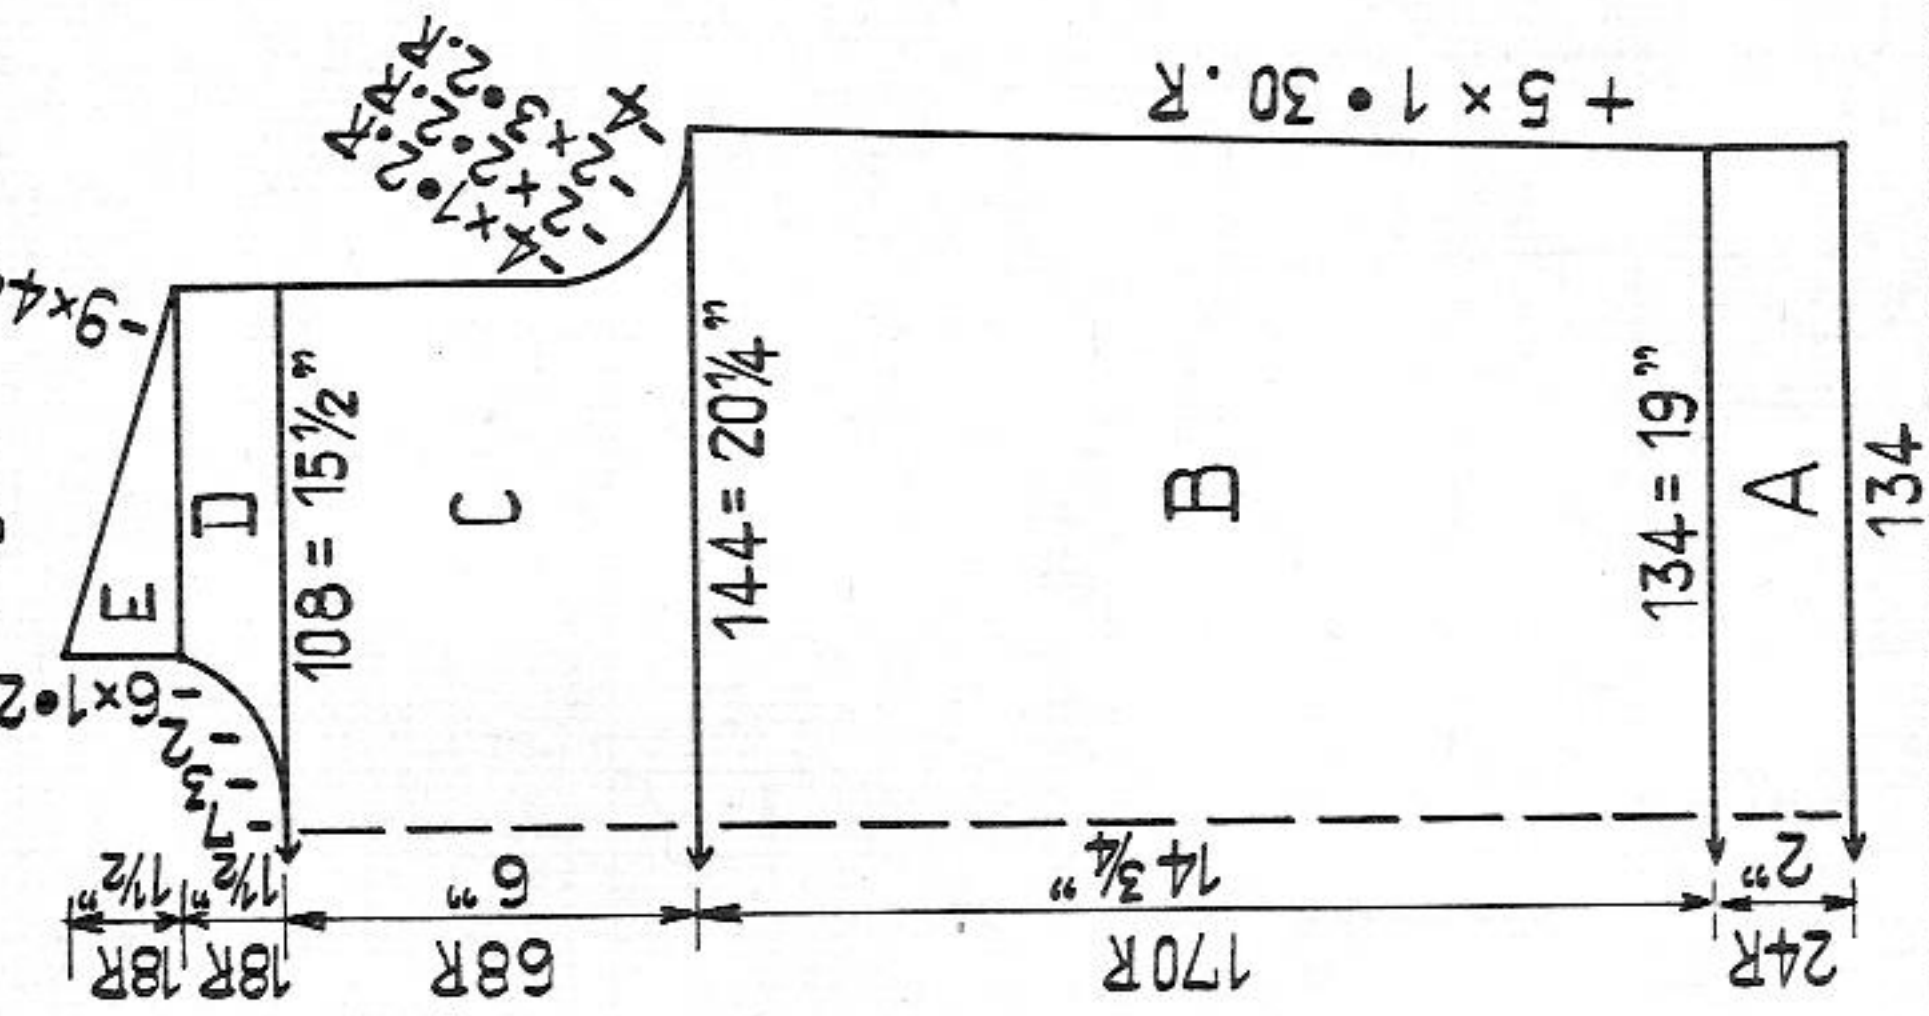 -9×4
-6×1•2
-2
-3
-7
-4×1•2.R
-2×2•2.R
-2×3•2.R
-4
+5×1•30.R
E
D
108=15½"
C
144=20¼"
B
134=19"
A
134
1½"
1½"
6"
14¾"
2"
18R
18R
68R
170R
24R